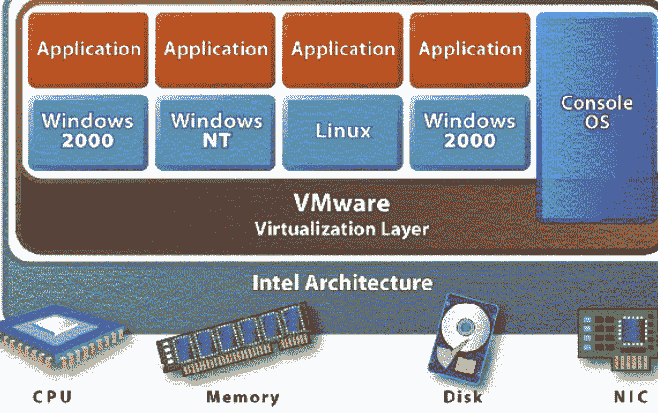 Application
Application
Application
Application
Windows
2000
Windows
NT
Linux
Windows
2000
Console
OS
VMware
Virtualization Layer
Intel Architecture
CPU
Memory
Disk
NIC